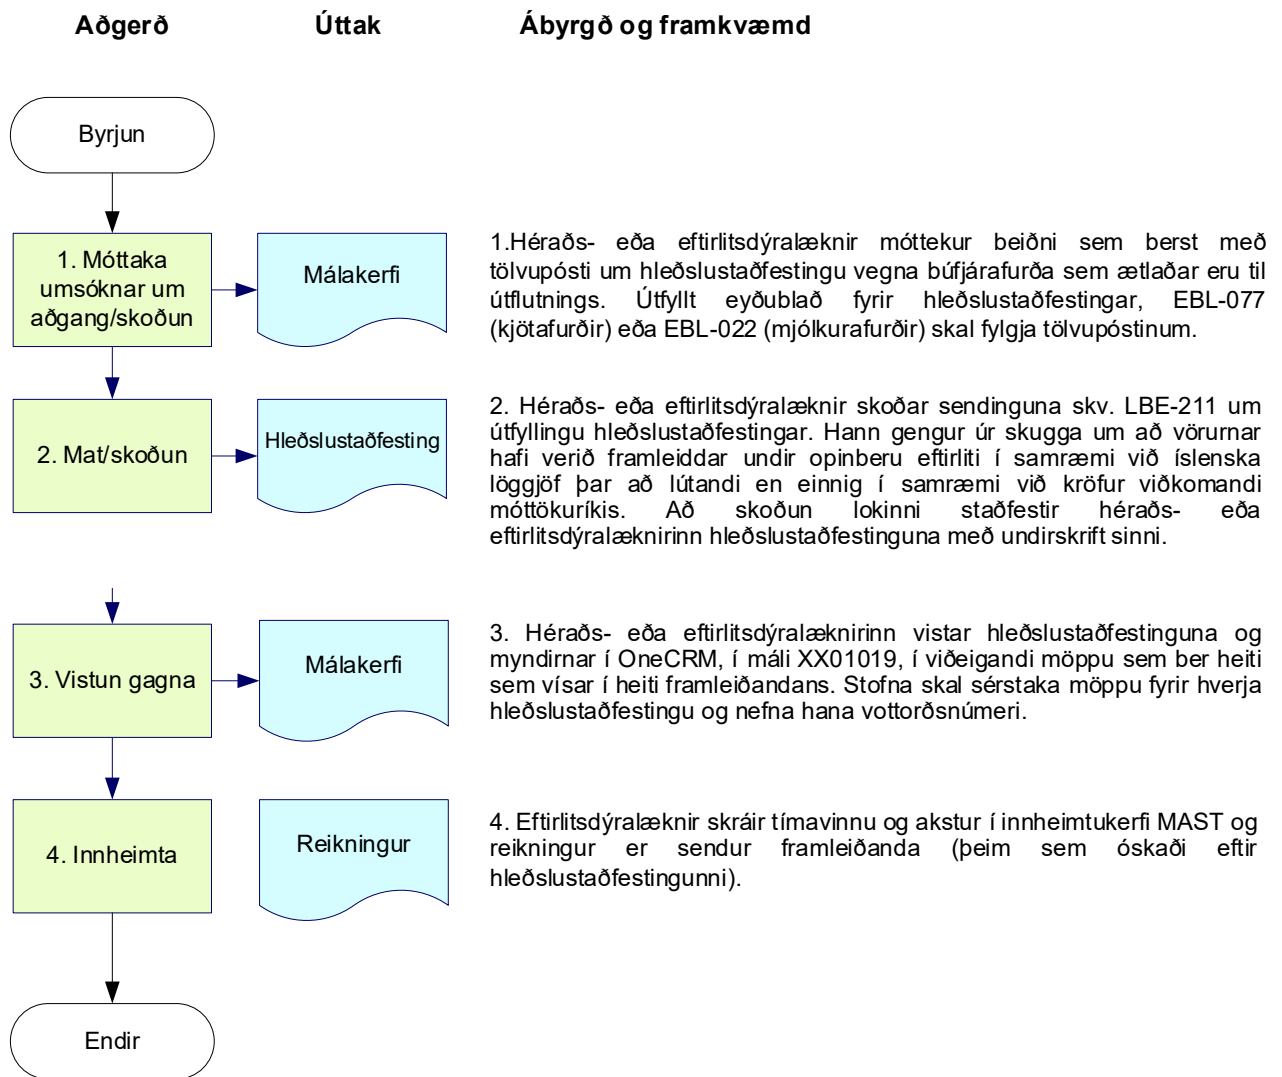 Aðgerð
Úttak
Ábyrgð og framkvæmd
Byrjun
1. Móttaka
umsóknar um
aðgang/skoðun
Málakerfi
1.Héraðs- eða eftirlitsdýralæknir móttekur beiðni sem berst með
tölvupósti um hleðslustaðfestingu vegna búfjárafurða sem ætlaðar eru til
útflutnings. Útfyllt eyðublað fyrir hleðslustaðfestingar, EBL-077
(kjötafurðir) eða EBL-022 (mjólkurafurðir) skal fylgja tölvupóstinum.
2. Mat/skoðun
Hleðslustaðfesting
2. Héraðs- eða eftirlitsdýralæknir skoðar sendinguna skv. LBE-211 um
útfyllingu hleðslustaðfestingar. Hann gengur úr skugga um að vörurnar
hafi verið framleiddar undir opinberu eftirliti í samræmi við íslenska
löggjöf þar að lútandi en einnig í samræmi við kröfur viðkomandi
móttökuríkis. Að skoðun lokinni staðfestir héraðs- eða
eftirlitsdýralæknirinn hleðslustaðfestinguna með undirskrift sinni.
3. Vistun gagna
Málakerfi
3. Héraðs- eða eftirlitsdýralæknirinn vistar hleðslustaðfestinguna og
myndirnar í OneCRM, í máli XX01019, í viðeigandi möppu sem ber heiti
sem vísar í heiti framleiðandans. Stofna skal sérstaka möppu fyrir hverja
hleðslustaðfestingu og nefna hana vottorðsnúmeri.
4. Innheimta
Reikningur
4. Eftirlitsdýralæknir skráir tímavinnu og akstur í innheimtukerfi MAST og
reikningur er sendur framleiðanda (þeim sem óskaði eftir
hleðslustaðfestingunni).
Endir